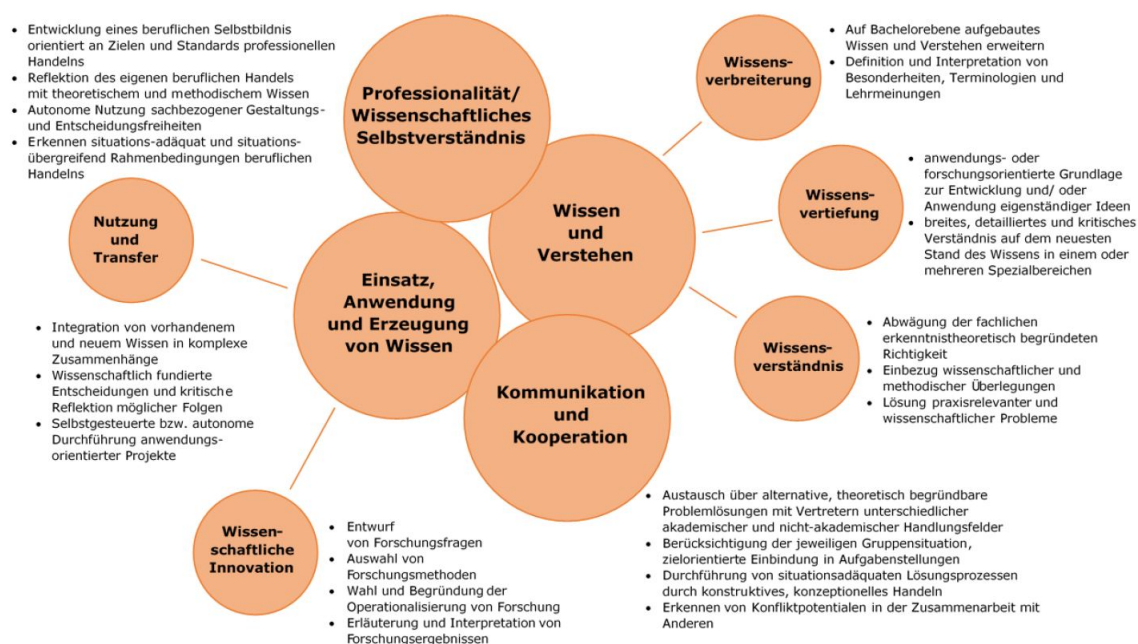 • Entwicklung eines beruflichen Selbstbildnis
orientiert an Zielen und Standards professionellen
Handelns
• Reflektion des eigenen beruflichen Handels
mit theoretischem und methodischem Wissen
• Autonome Nutzung sachbezogener Gestaltungs-
und Entscheidungsfreiheiten
• Erkennen situations-adäquat und situations-
übergreifend Rahmenbedingungen beruflichen
Handelns
Professionalität/
Wissenschaftliches
Selbstverständnis
Wissens-
verbreiterung
• Auf Bachelorebene aufgebautes
Wissen und Verstehen erweitern
• Definition und Interpretation von
Besonderheiten, Terminologien und
Lehrmeinungen
Wissen
und
Verstehen
Wissens-
vertiefung
• anwendungs- oder
forschungsorientierte Grundlage
zur Entwicklung und/ oder
Anwendung eigenständiger Ideen
• breites, detailliertes und kritisches
Verständnis auf dem neuesten
Stand des Wissens in einem oder
mehreren Spezialbereichen
Nutzung
und
Transfer
Einsatz,
Anwendung
und Erzeugung
von Wissen
• Integration von vorhandenem
und neuem Wissen in komplexe
Zusammenhänge
• Wissenschaftlich fundierte
Entscheidungen und kritische
Reflektion möglicher Folgen
• Selbstgesteuerte bzw. autonome
Durchführung anwendungs-
orientierter Projekte
Wissens-
verständnis
• Abwägung der fachlichen
erkenntnistheoretisch begründeten
Richtigkeit
• Einbezug wissenschaftlicher und
methodischer Überlegungen
• Lösung praxisrelevanter und
wissenschaftlicher Probleme
Kommunikation
und
Kooperation
Wissen-
schaftliche
Innovation
• Entwurf
von Forschungsfragen
• Auswahl von
Forschungsmethoden
• Wahl und Begründung der
Operationalisierung von Forschung
• Erläuterung und Interpretation von
Forschungsergebnissen
• Austausch über alternative, theoretisch begründbare
Problemlösungen mit Vertretern unterschiedlicher
akademischer und nicht-akademischer Handlungsfelder
• Berücksichtigung der jeweiligen Gruppensituation,
zielorientierte Einbindung in Aufgabenstellungen
• Durchführung von situationsadäquaten Lösungsprozessen
durch konstruktives, konzeptionelles Handeln
• Erkennen von Konfliktpotentialen in der Zusammenarbeit mit
Anderen